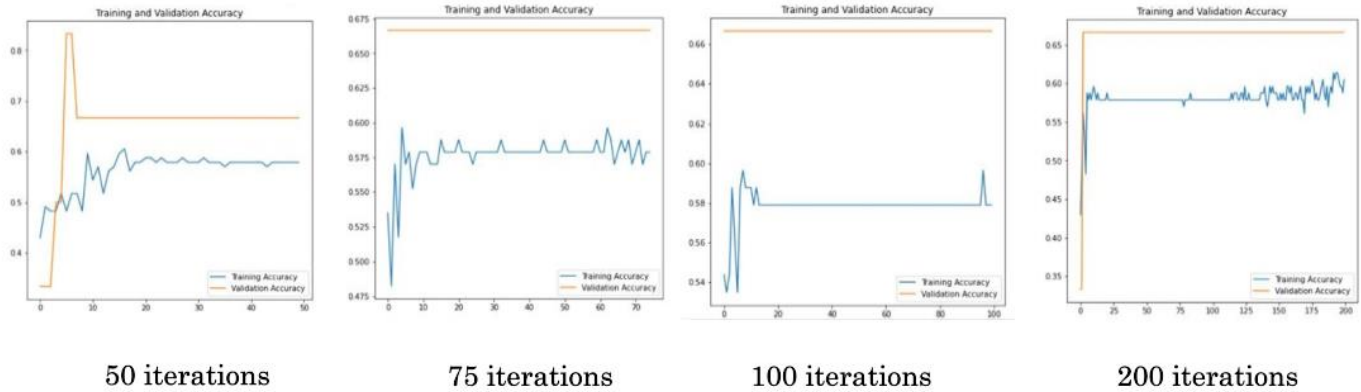 Training and Validation Accuracy
0.8
0.7
0.6
0.5
0.4
Training Accuracy
Validation Accuracy
0 10 20 30 40 50
50 iterations
Training and Validation Accuracy
0.675
0.650
0.625
0.600
0.575
0.550
0.525
0.500
0.475
Training Accuracy
Validation Accuracy
0 10 20 30 40 50 60 70
75 iterations
Training and Validation Accuracy
0.66
0.64
0.62
0.60
0.58
0.56
0.54
Training Accuracy
Validation Accuracy
0 20 40 60 80 100
100 iterations
Training and Validation Accuracy
0.65
0.60
0.55
0.50
0.45
0.40
0.35
Training Accuracy
Validation Accuracy
0 25 50 75 100 125 150 175 200
200 iterations